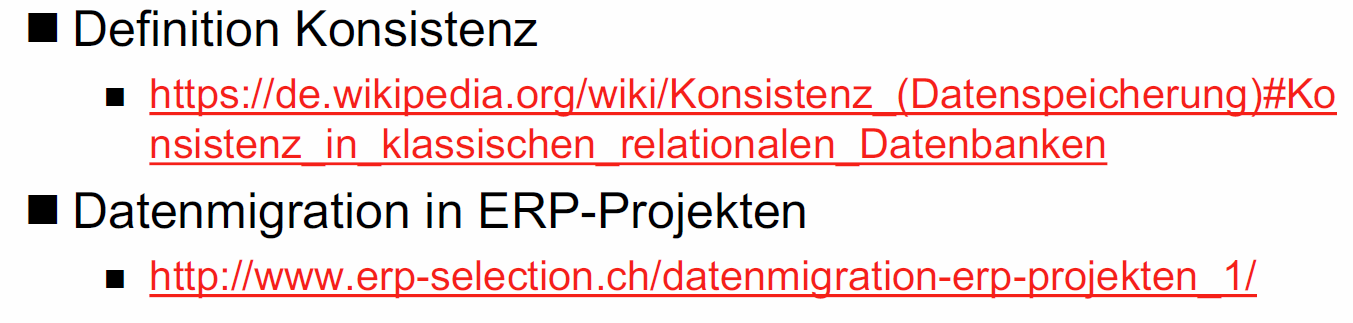 Definition Konsistenz
https://de.wikipedia.org/wiki/Konsistenz_(Datenspeicherung)#Ko
nsistenz_in_klassischen_relationalen_Datenbanken
Datenmigration in ERP-Projekten
http://www.erp-selection.ch/datenmigration-erp-projekten_1/